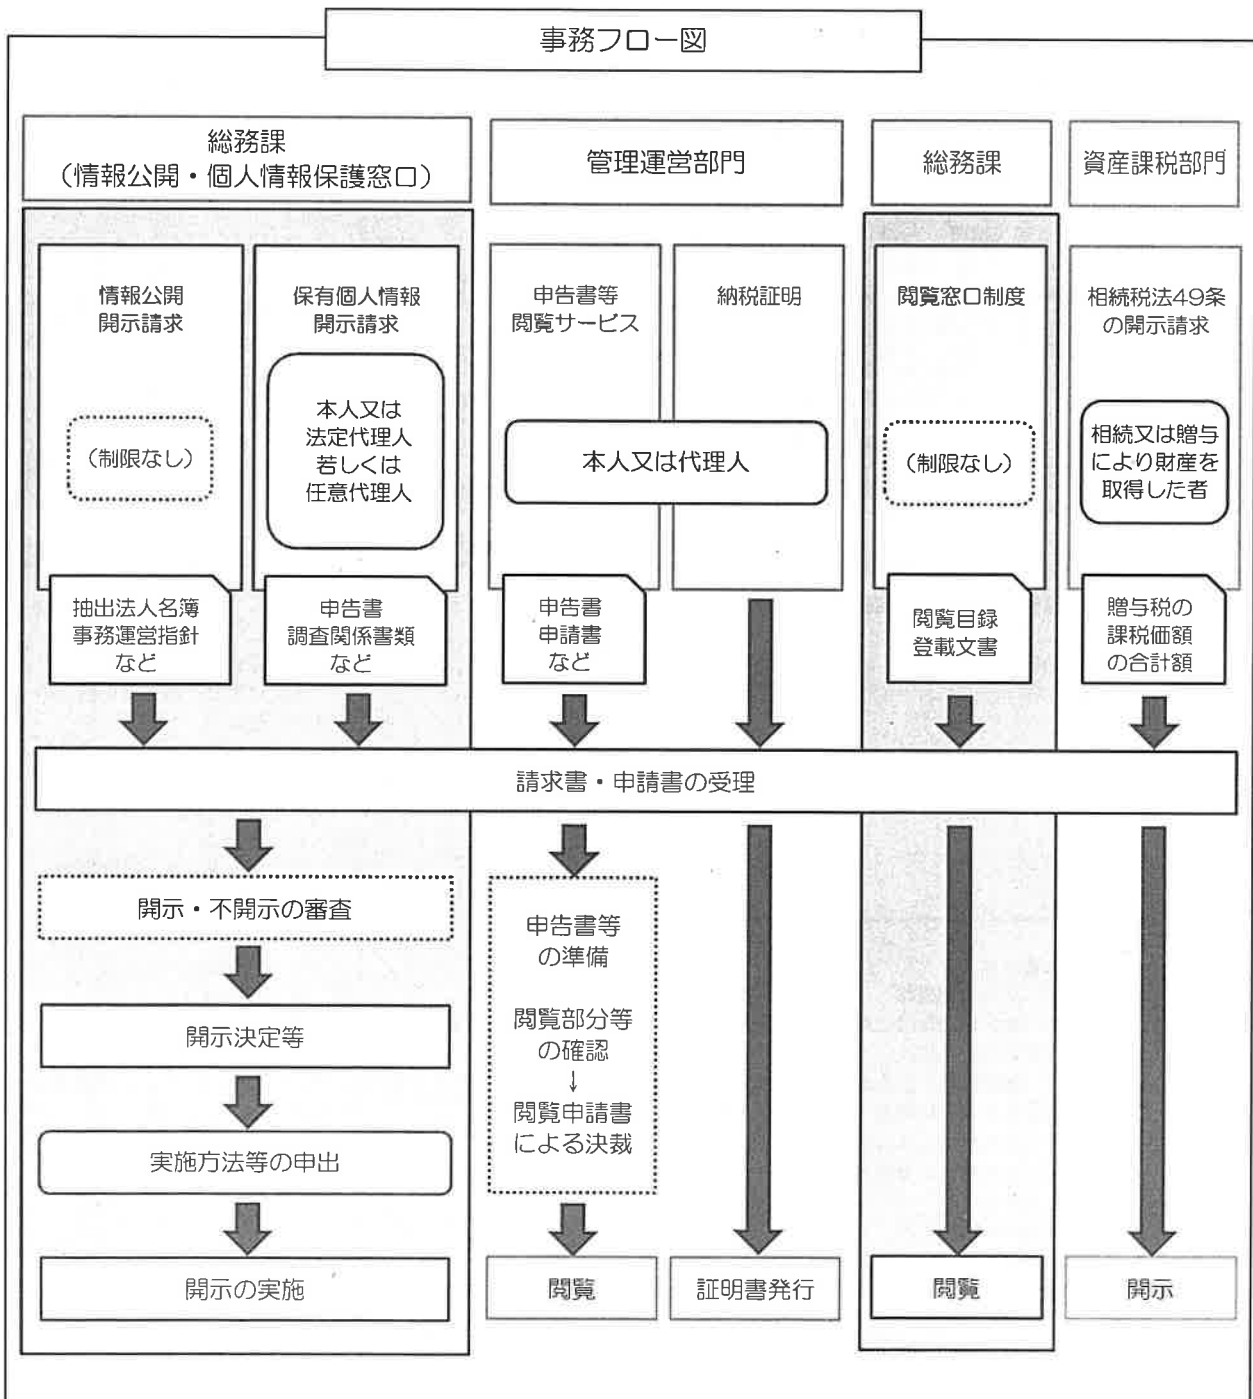 事務フロー図
総務課
（情報公開・個人情報保護窓口）
管理運営部門
総務課
資産課税部門
情報公開
開示請求
保有個人情報
開示請求
申告書等
閲覧サービス
納税証明
閲覧窓口制度
相続税法49条
の開示請求
（制限なし）
本人又は
法定代理人
若しくは
任意代理人
本人又は代理人
（制限なし）
相続又は贈与
により財産を
取得した者
抽出法人名簿
事務運営指針
など
申告書
調査関係書類
など
申告書
申請書
など
閲覧目録
登載文書
贈与税の
課税価額
の合計額
請求書・申請書の受理
開示・不開示の審査
開示決定等
実施方法等の申出
開示の実施
申告書等
の準備
閲覧部分等
の確認
↓
閲覧申請書
による決裁
閲覧
証明書発行
閲覧
開示